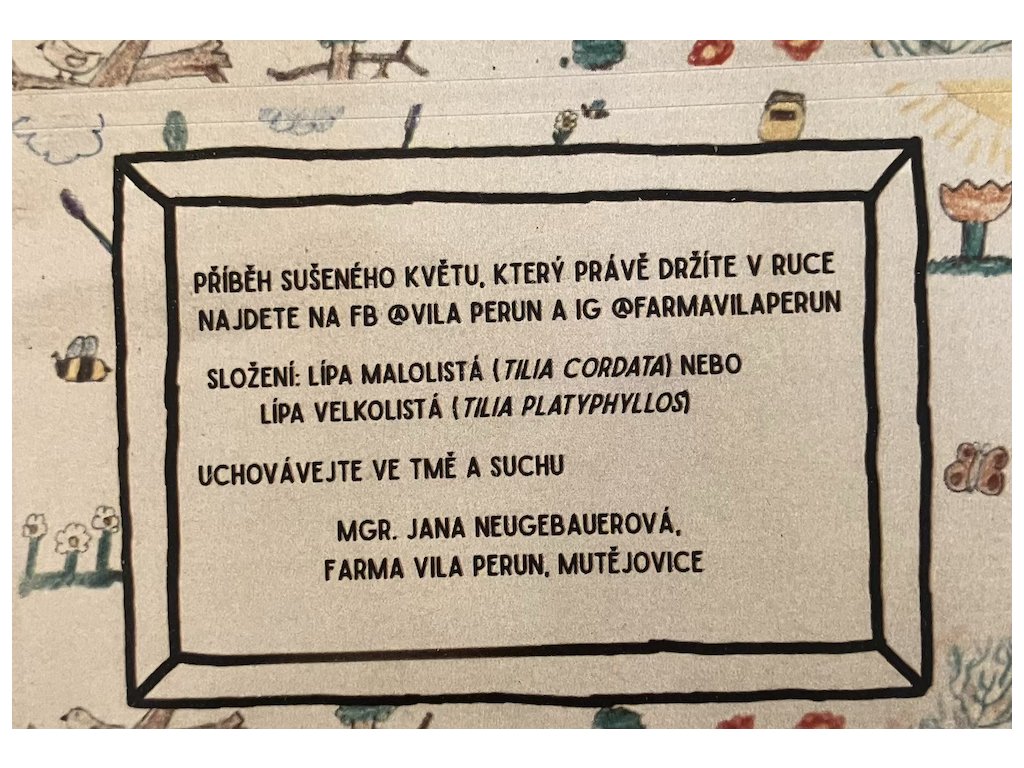 PŘÍBĚH SUŠENÉHO KVĚTU, KTERÝ PRÁVĚ DRŽÍTE V RUCE
NAJDETE NA FB @VILA PERUN A IG @FARMAVILAPERUN
SLOŽENÍ: LÍPA MALOLISTÁ (TILIA CORDATA) NEBO
LÍPA VELKOLISTÁ (TILIA PLATYPHYLLOS)
UCHOVÁVEJTE VE TMĚ A SUCHU
MGR. JANA NEUGEBAUEROVÁ,
FARMA VILA PERUN, MUTĚJOVICE